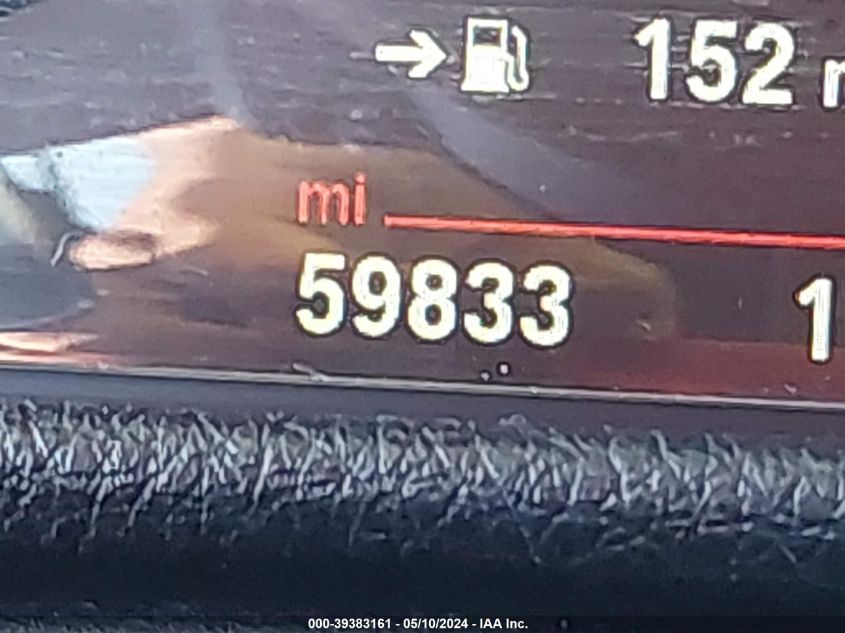 152
mi
59833 1
000-39383161 - 05/10/2024 - IAA Inc.